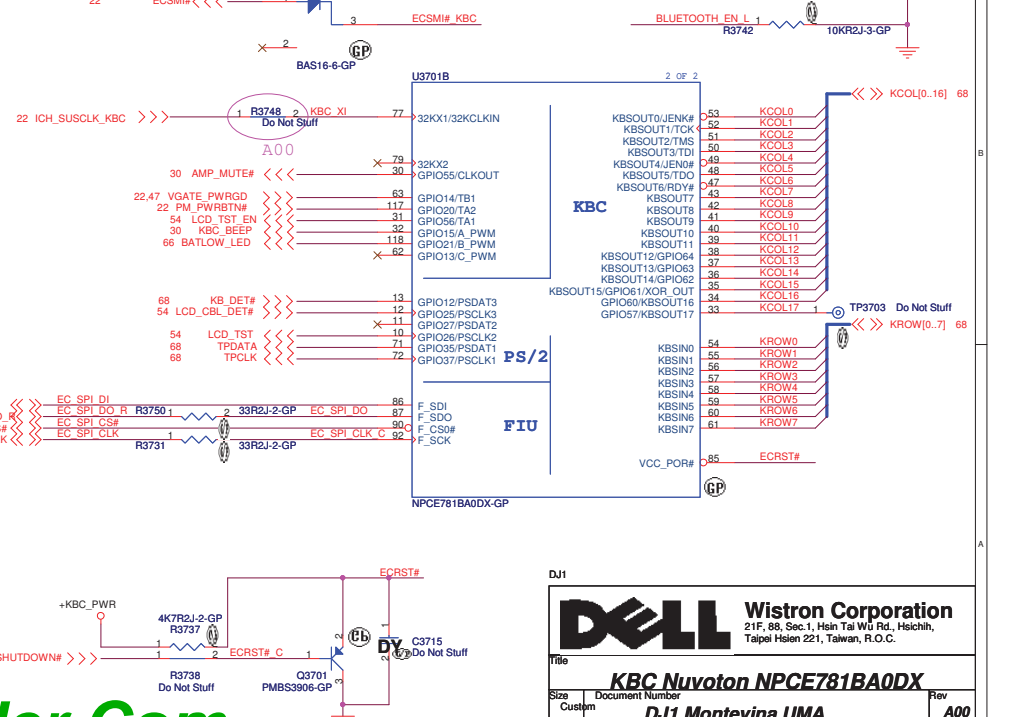 22 ECSMI#
3 ECSMI#_KBC
2
BAS16-6-GP
GP
BLUETOOTH_EN_L 1
R3742 10KR2J-3-GP
U3701B 2 OF 2
22 ICH_SUSCLK_KBC 1 R3748 2 KBC_XI 77 32KX1/32KCLKIN
Do Not Stuff
A00
79 32KX2
30 AMP_MUTE# 30 GPIO55/CLKOUT
22,47 VGATE_PWRGD 63 GPIO14/TB1
22 PM_PWRBTN# 117 GPIO20/TA2
54 LCD_TST_EN 31 GPIO56/TA1
30 KBC_BEEP 32 GPIO15/A_PWM
66 BATLOW_LED 118 GPIO21/B_PWM
62 GPIO13/C_PWM
68 KB_DET# 13 GPIO12/PSDAT3
54 LCD_CBL_DET# 12 GPIO25/PSCLK3
11 GPIO27/PSDAT2
54 LCD_TST 10 GPIO26/PSCLK2
68 TPDATA 71 GPIO35/PSDAT1
68 TPCLK 72 GPIO37/PSCLK1
EC_SPI_DI 86 F_SDI
EC_SPI_DO_R R3750 1 2 33R2J-2-GP EC_SPI_DO 87 F_SDO
EC_SPI_CS# 90 F_CS0#
EC_SPI_CLK R3731 1 2 33R2J-2-GP EC_SPI_CLK_C 92 F_SCK
KBC
PS/2
FIU
KBSOUT0/JENK# 53 KCOL0
KBSOUT1/TCK 52 KCOL1
KBSOUT2/TMS 51 KCOL2
KBSOUT3/TDI 50 KCOL3
KBSOUT4/JEN0# 49 KCOL4
KBSOUT5/TDO 48 KCOL5
KBSOUT6/RDY# 47 KCOL6
KBSOUT7 43 KCOL7
KBSOUT8 42 KCOL8
KBSOUT9 41 KCOL9
KBSOUT10 40 KCOL10
KBSOUT11 39 KCOL11
KBSOUT12/GPIO64 38 KCOL12
KBSOUT13/GPIO63 37 KCOL13
KBSOUT14/GPIO62 36 KCOL14
KBSOUT15/GPIO61/XOR_OUT 35 KCOL15
GPIO60/KBSOUT16 34 KCOL16
GPIO57/KBSOUT17 33 KCOL17 1 TP3703 Do Not Stuff
KCOL[0..16] 68
KROW[0..7] 68
KBSIN0 54 KROW0
KBSIN1 55 KROW1
KBSIN2 56 KROW2
KBSIN3 57 KROW3
KBSIN4 58 KROW4
KBSIN5 59 KROW5
KBSIN6 60 KROW6
KBSIN7 61 KROW7
VCC_POR# 85 ECRST#
GP
NPCE781BA0DX-GP
B
A
ECRST#
+KBC_PWR
4K7R2J-2-GP
R3737
1 2
SHUTDOWN# 1 2 ECRST#_C 1
R3738
Do Not Stuff
2
3
Q3701
PMBS3906-GP
1
DY
2
C3715
Do Not Stuff
DJ1
DELL
Wistron Corporation
21F, 88, Sec.1, Hsin Tai Wu Rd., Hsichih,
Taipei Hsien 221, Taiwan, R.O.C.
Title
KBC Nuvoton NPCE781BA0DX
Size Document Number Rev
Custom DJ1 Montevina UMA A00